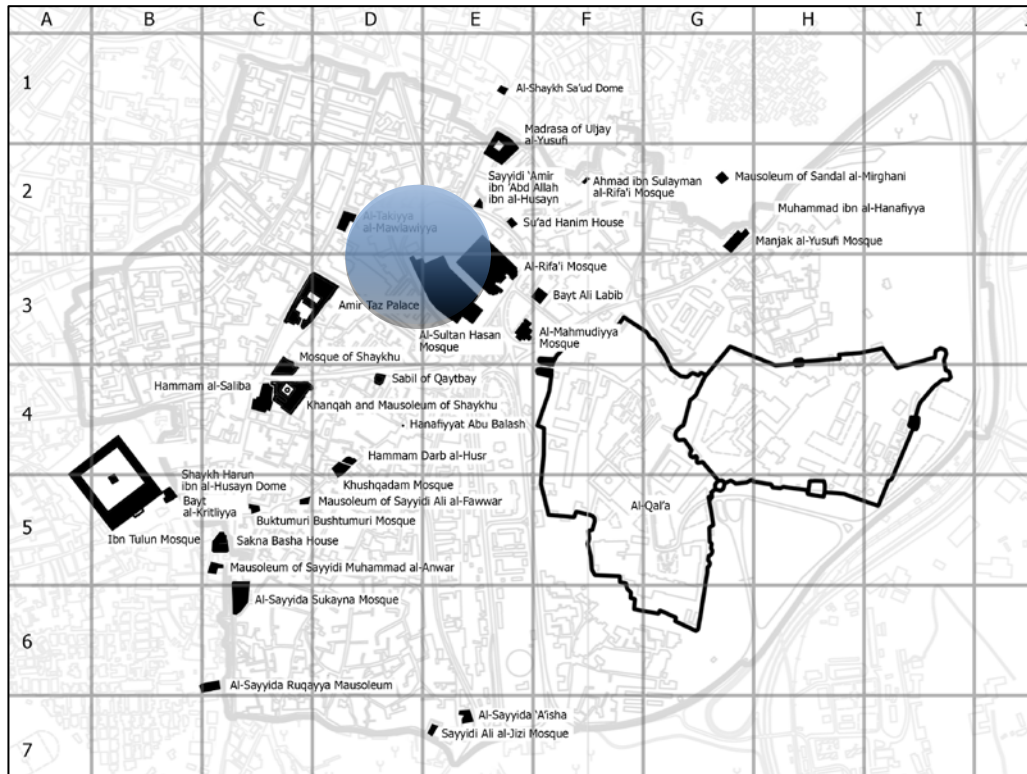 A B C D E F G H I
1
Al-Shaykh Sa'ud Dome
Madrasa of Uljay
al-Yusufi
2
Sayyidi 'Amir
ibn 'Abd Allah
ibn al-Husayn
Ahmad ibn Sulayman
al-Rifa'i Mosque
Mausoleum of Sandal al-Mirghani
Muhammad ibn al-Hanafiyya
Al-Takiyya
al-Mawlawiyya
Su'ad Hanim House
Manjak al-Yusufi Mosque
3
Al-Rifa'i Mosque
Bayt Ali Labib
Amir Taz Palace
Al-Sultan Hasan
Mosque
Al-Mahmudiyya
Mosque
Mosque of Shaykhu
4
Hammam al-Saliba
Sabil of Qaytbay
Khanqah and Mausoleum of Shaykhu
Hanafiyyat Abu Balash
Hammam Darb al-Husr
Khushqadam Mosque
Shaykh Harun
ibn al-Husayn Dome
Bayt
al-Kritliyya
Mausoleum of Sayyidi Ali al-Fawwar
Al-Qal'a
5
Buktumuri Bushtumuri Mosque
Ibn Tulun Mosque
Sakna Basha House
Mausoleum of Sayyidi Muhammad al-Anwar
Al-Sayyida Sukayna Mosque
6
Al-Sayyida Ruqayya Mausoleum
Al-Sayyida 'A'isha
Sayyidi Ali al-Jizi Mosque
7